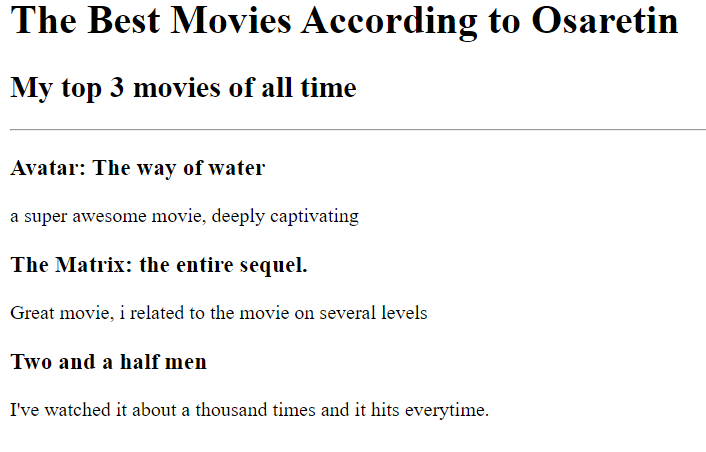 The Best Movies According to Osaretin
My top 3 movies of all time
Avatar: The way of water
a super awesome movie, deeply captivating
The Matrix: the entire sequel.
Great movie, i related to the movie on several levels
Two and a half men
I've watched it about a thousand times and it hits everytime.